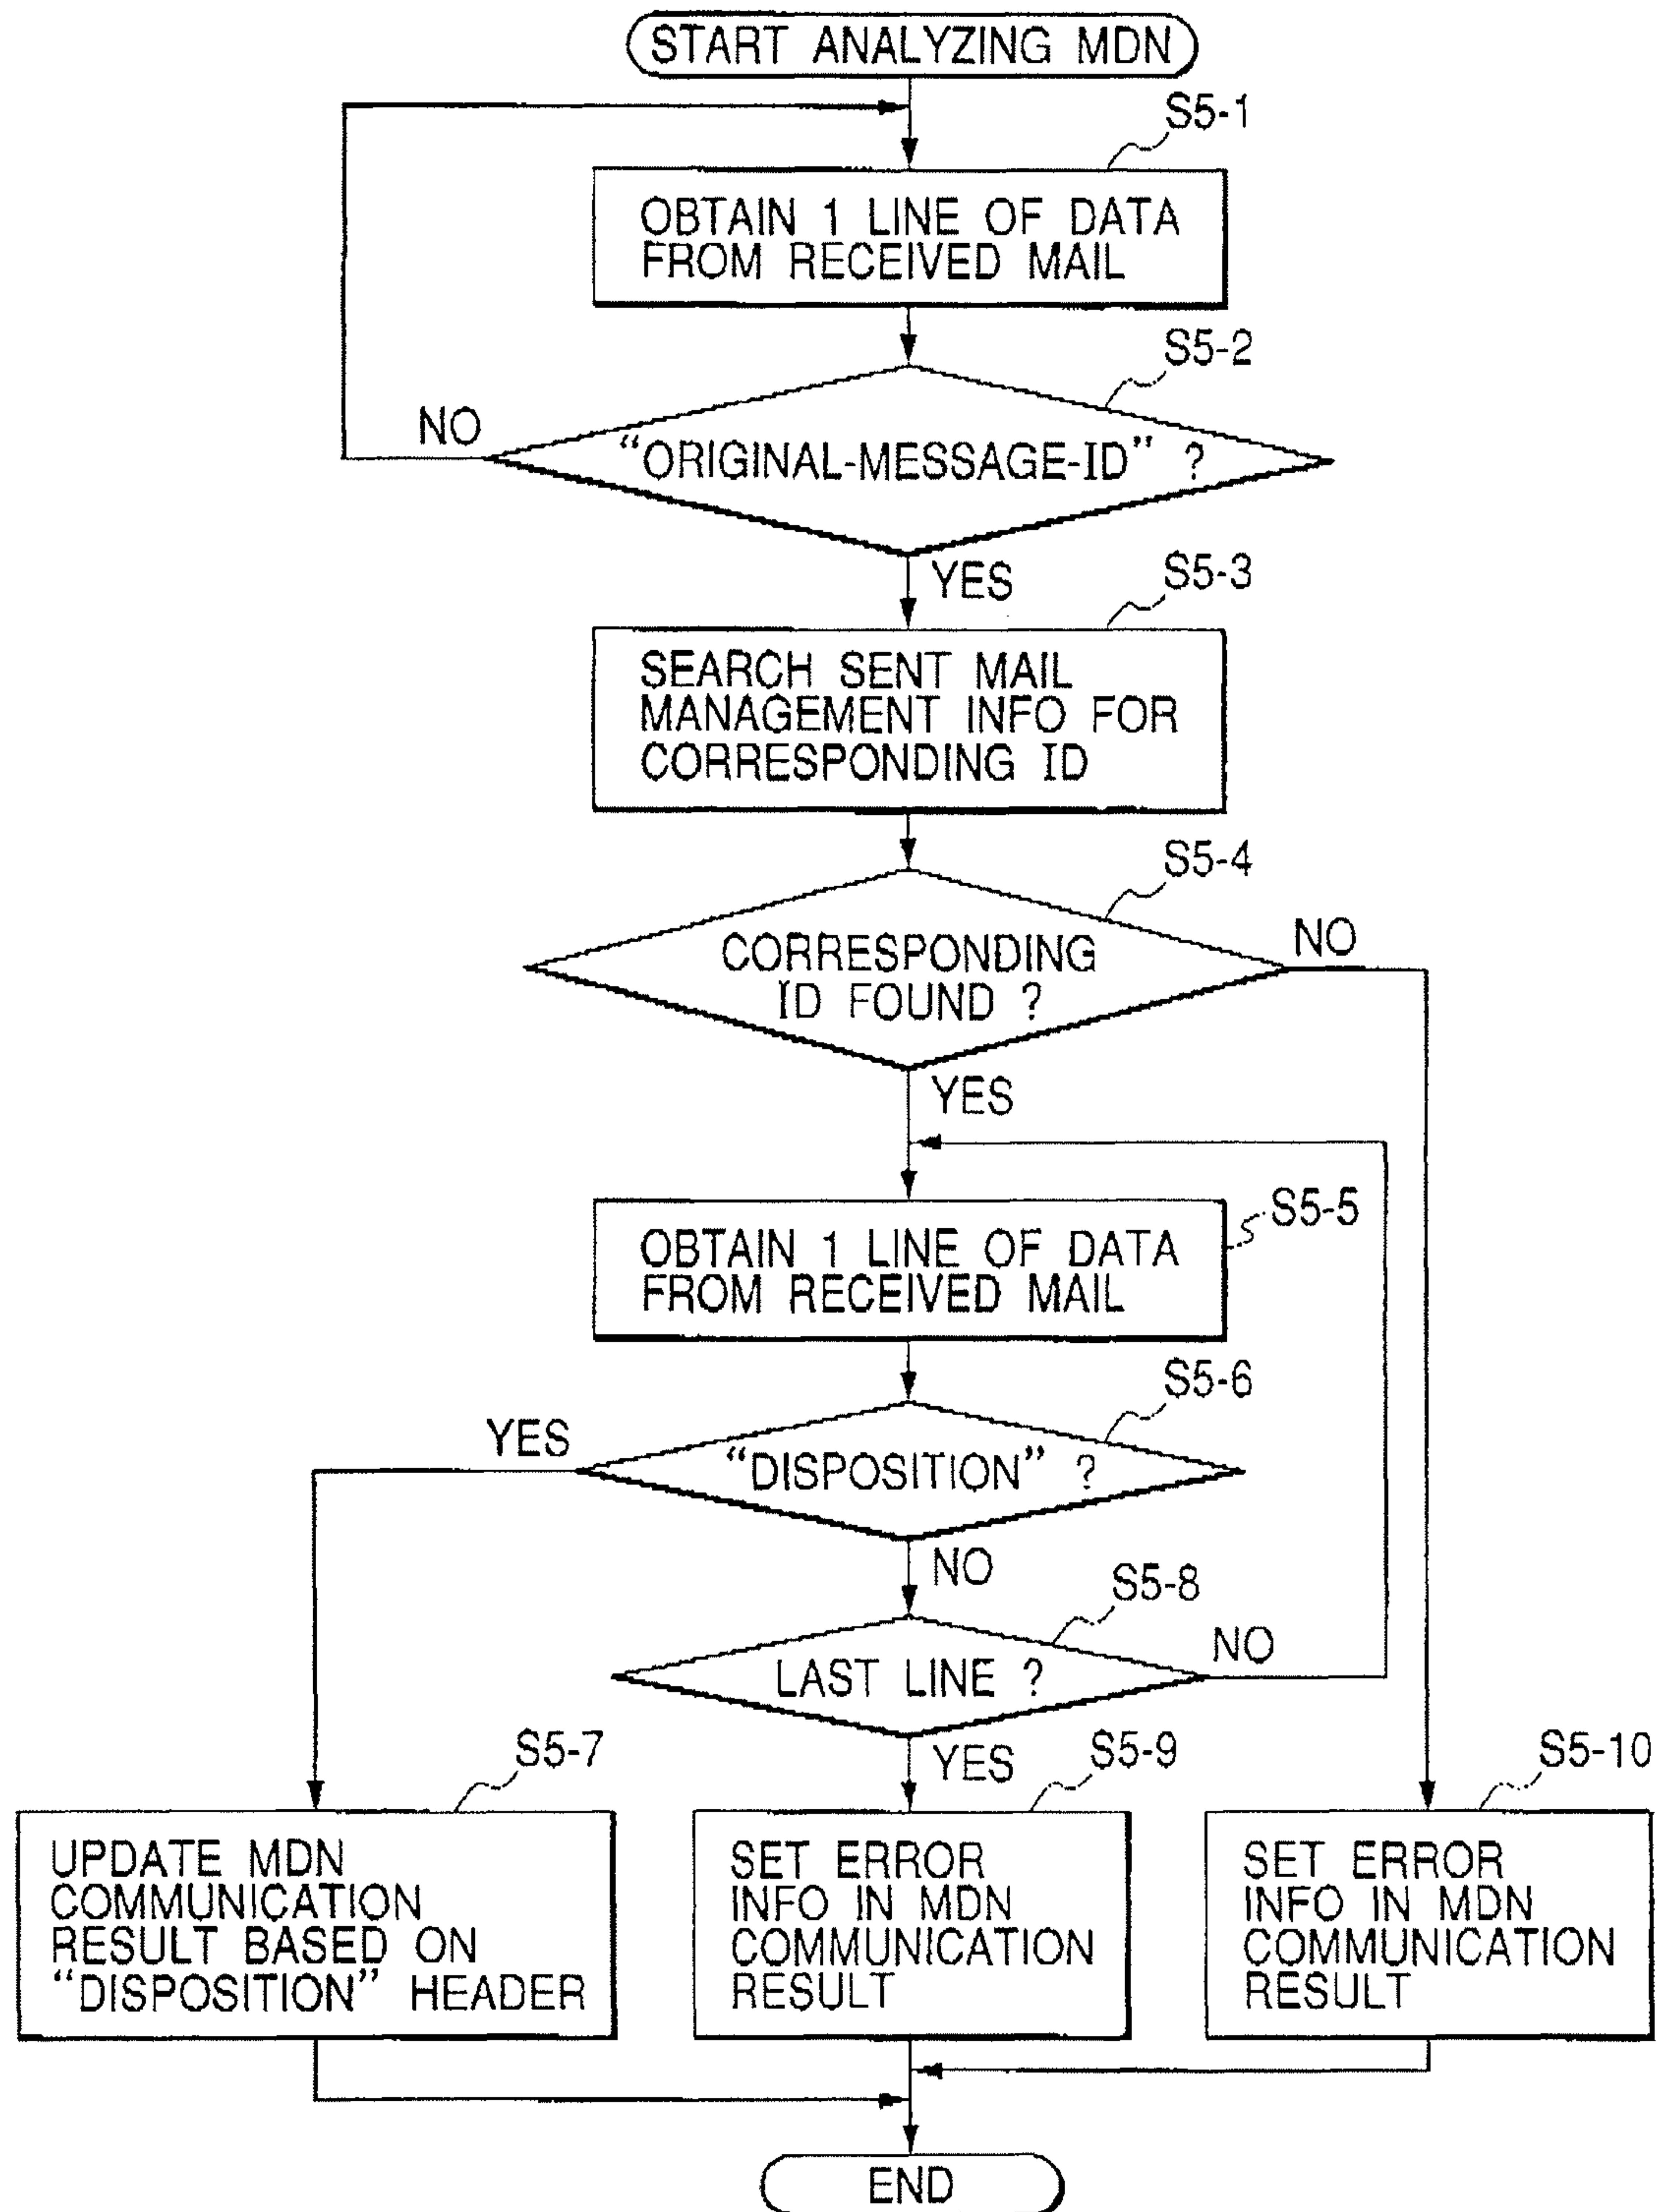 START ANALYZING MDN
S5-1
OBTAIN 1 LINE OF DATA
FROM RECEIVED MAIL
S5-2
NO
“ORIGINAL-MESSAGE-ID” ?
YES
S5-3
SEARCH SENT MAIL
MANAGEMENT INFO FOR
CORRESPONDING ID
S5-4
NO
CORRESPONDING
ID FOUND ?
YES
S5-5
OBTAIN 1 LINE OF DATA
FROM RECEIVED MAIL
S5-6
YES
“DISPOSITION” ?
NO
S5-8
NO
LAST LINE ?
YES
S5-7
UPDATE MDN
COMMUNICATION
RESULT BASED ON
“DISPOSITION” HEADER
S5-9
SET ERROR
INFO IN MDN
COMMUNICATION
RESULT
S5-10
SET ERROR
INFO IN MDN
COMMUNICATION
RESULT
END